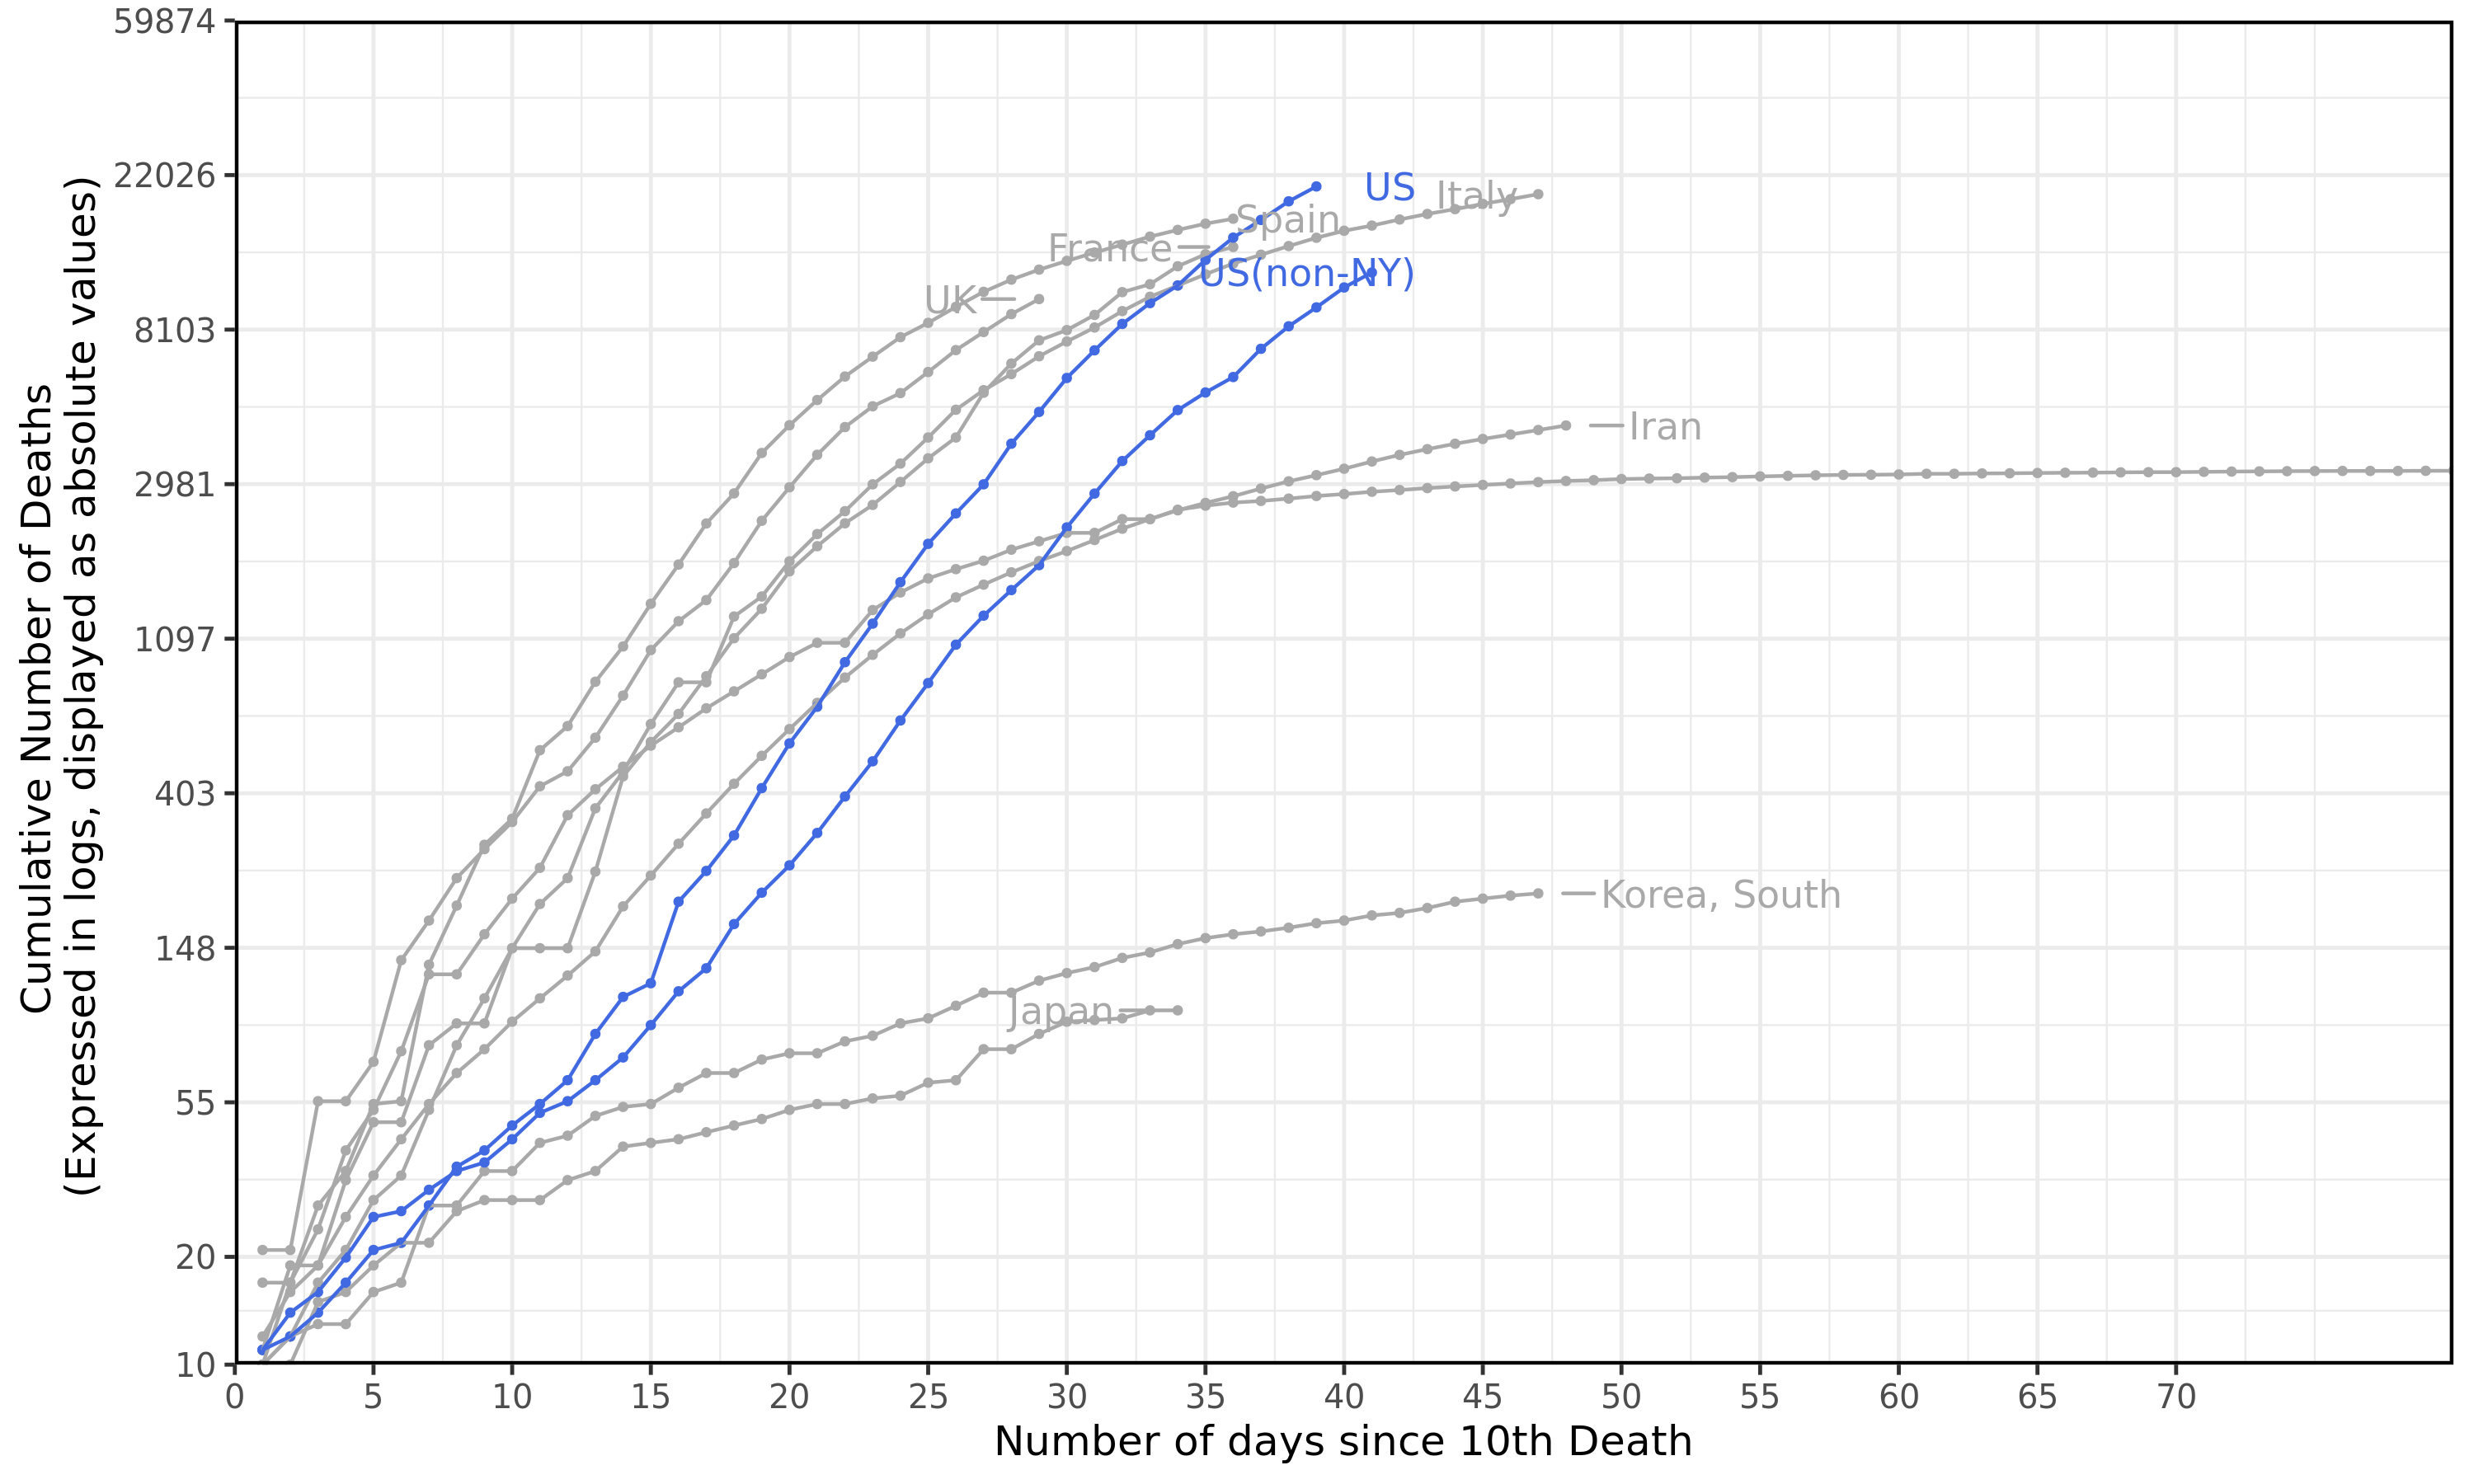 Cumulative Number of Deaths
(Expressed in logs, displayed as absolute values)
59874
22026
8103
2981
1097
403
148
55
20
10
US
Italy
Spain
France
US(non-NY)
UK
Iran
Korea, South
Japan
0 5 10 15 20 25 30 35 40 45 50 55 60 65 70
Number of days since 10th Death